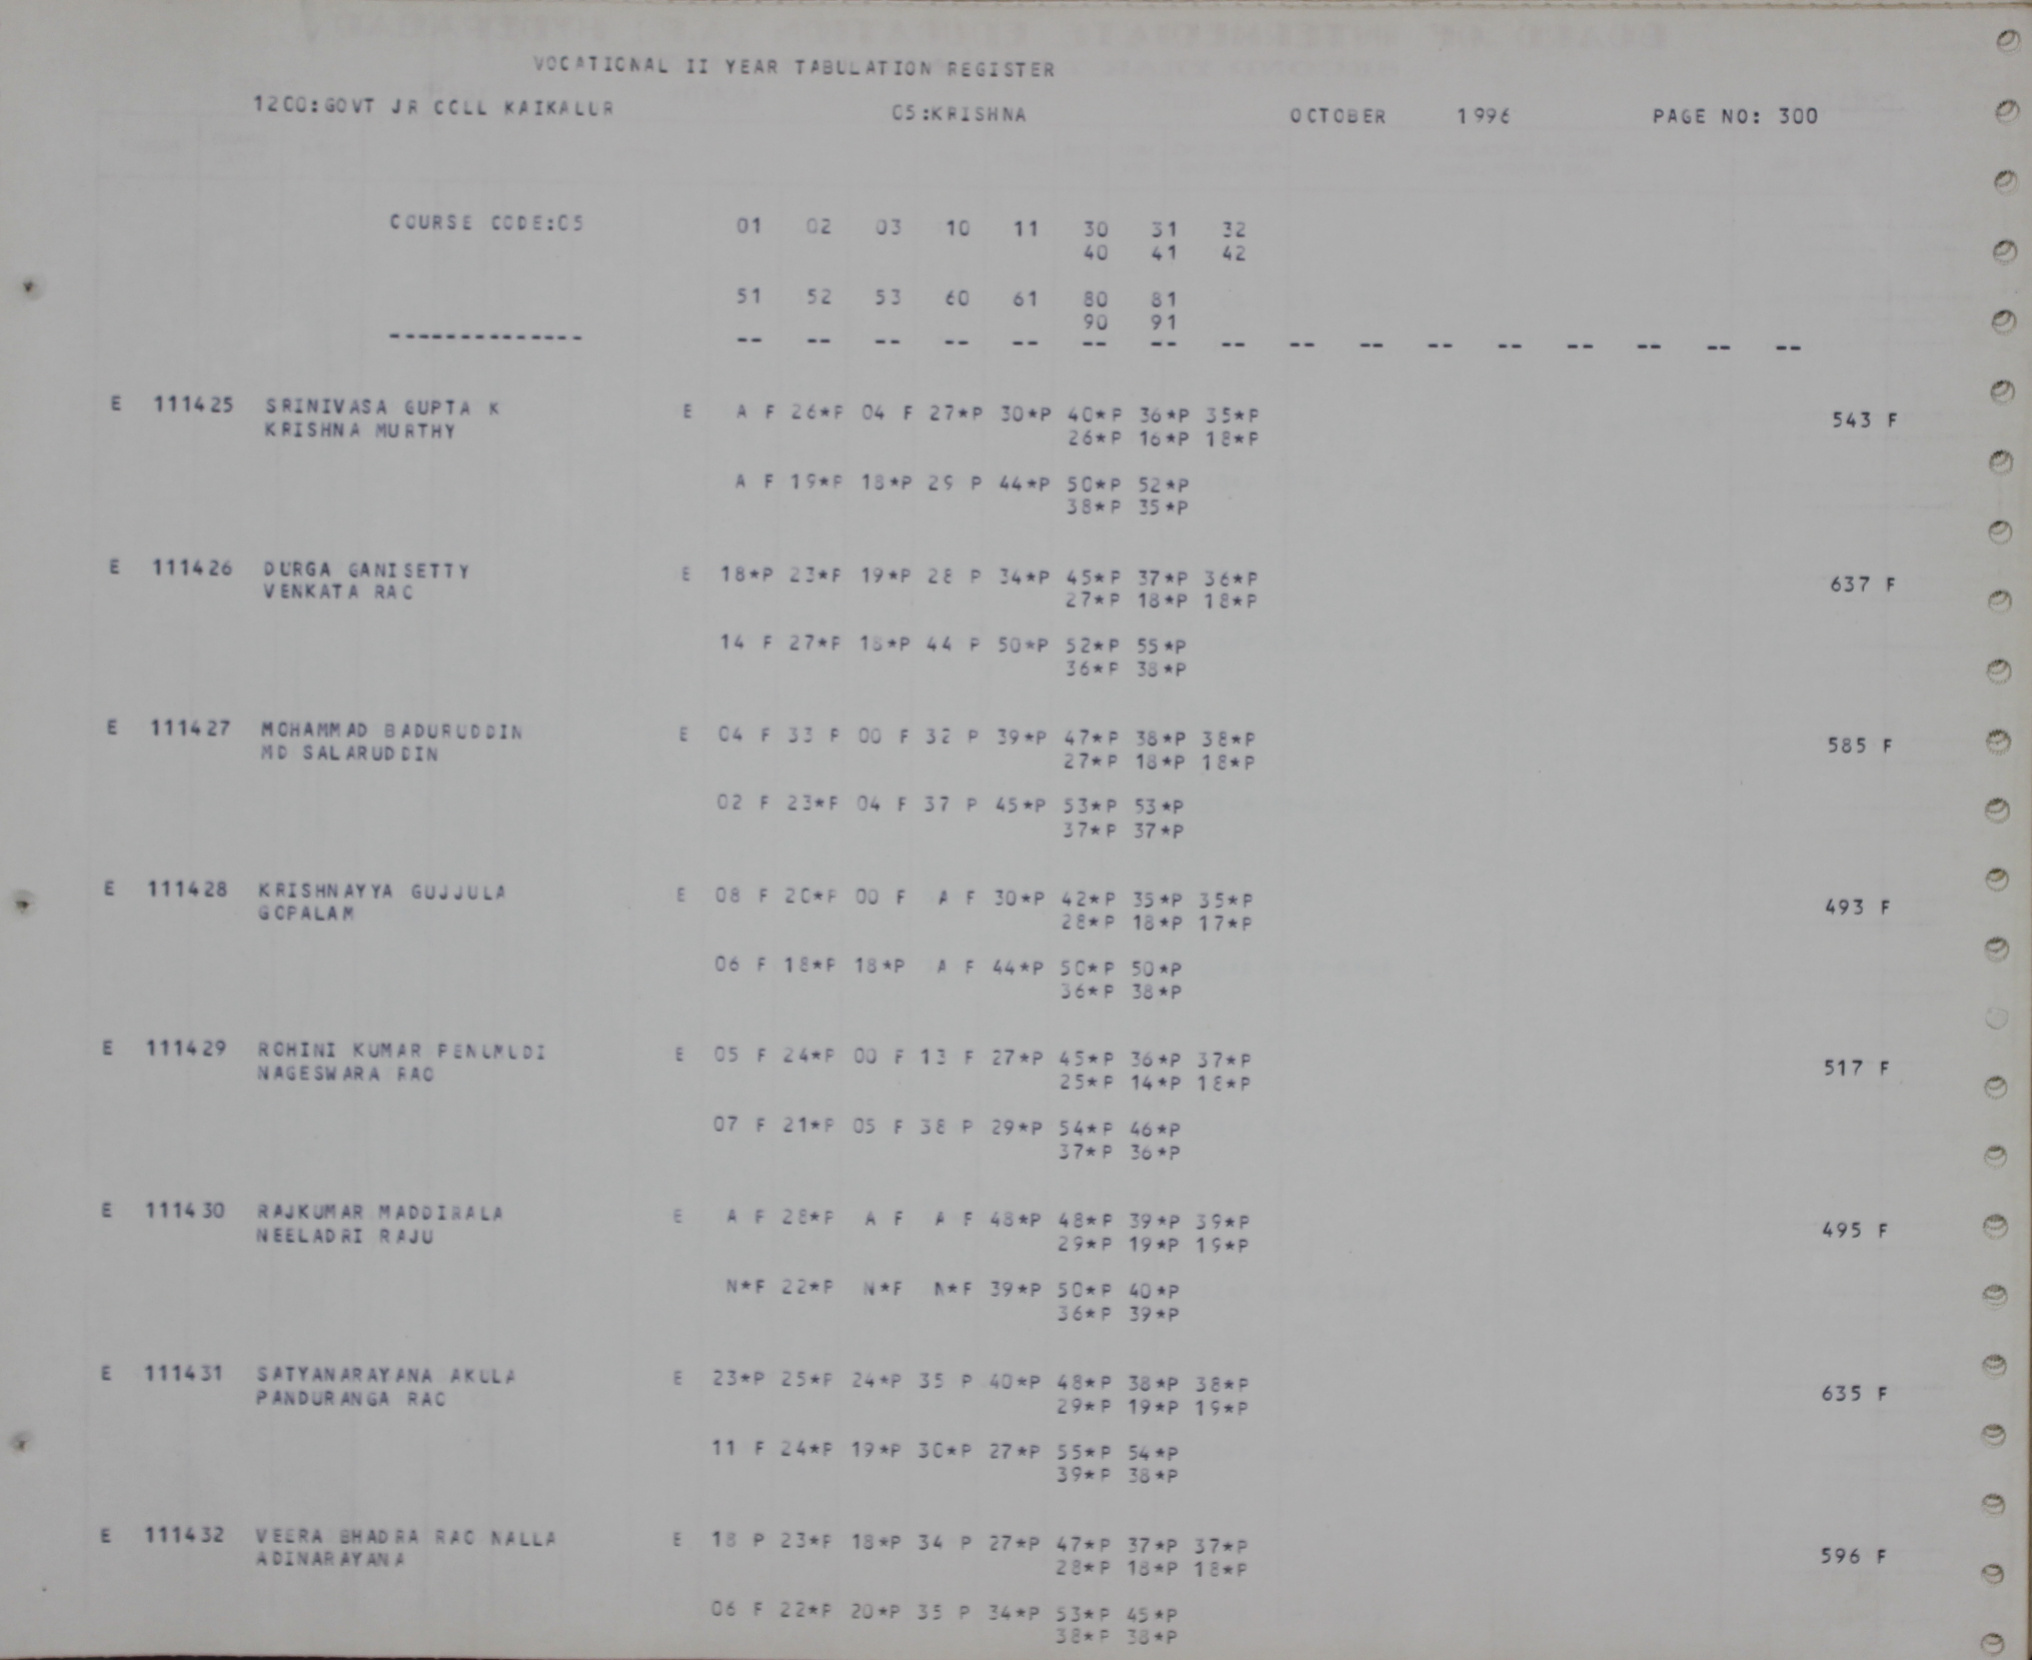 VOCATIONAL II YEAR TABULATION REGISTER
1200:GOVT JR COLL KAIKALUR 05:KRISHNA OCTOBER 1996 PAGE NO: 300
COURSE CODE:05 01 02 03 10 11 30 31 32
40 41 42
51 52 53 60 61 80 81
90 91
-------------- -- -- -- -- -- -- -- -- -- -- -- -- -- -- -- --
E 111425 SRINIVASA GUPTA K E A F 26*P 04 F 27*P 30*P 40*P 36*P 35*P 543 F
KRISHNA MURTHY 26*P 16*P 18*P
A F 19*P 18*P 29 P 44*P 50*P 52*P
38*P 35*P
E 111426 DURGA GANISETTY E 18*P 23*P 19*P 28 P 34*P 45*P 37*P 36*P 637 F
VENKATA RAO 27*P 18*P 18*P
14 F 27*P 18*P 44 P 50*P 52*P 55*P
36*P 38*P
E 111427 MOHAMMAD BADURUDDIN E 04 F 33 P 00 F 32 P 39*P 47*P 38*P 38*P 585 F
MD SALARUDDIN 27*P 18*P 18*P
02 F 23*P 04 F 37 P 45*P 53*P 53*P
37*P 37*P
E 111428 KRISHNAYYA GUJJULA E 08 F 20*P 00 F A F 30*P 42*P 35*P 35*P 493 F
GOPALAM 28*P 18*P 17*P
06 F 18*P 18*P A F 44*P 50*P 50*P
36*P 38*P
E 111429 ROHINI KUMAR PENUMUDI E 05 F 24*P 00 F 13 F 27*P 45*P 36*P 37*P 517 F
NAGESWARA RAO 25*P 14*P 18*P
07 F 21*P 05 F 38 P 29*P 54*P 46*P
37*P 36*P
E 111430 RAJKUMAR MADDIRALA E A F 28*P A F A F 48*P 48*P 39*P 39*P 495 F
NEELADRI RAJU 29*P 19*P 19*P
N*F 22*P N*F N*F 39*P 50*P 40*P
36*P 39*P
E 111431 SATYANARAYANA AKULA E 23*P 25*P 24*P 35 P 40*P 48*P 38*P 38*P 635 F
PANDURANGA RAO 29*P 19*P 19*P
11 F 24*P 19*P 30*P 27*P 55*P 54*P
39*P 38*P
E 111432 VEERA BHADRA RAO NALLA E 18 P 23*P 18*P 34 P 27*P 47*P 37*P 37*P 596 F
ADINARAYANA 28*P 18*P 18*P
06 F 22*P 20*P 35 P 34*P 53*P 45*P
38*P 38*P